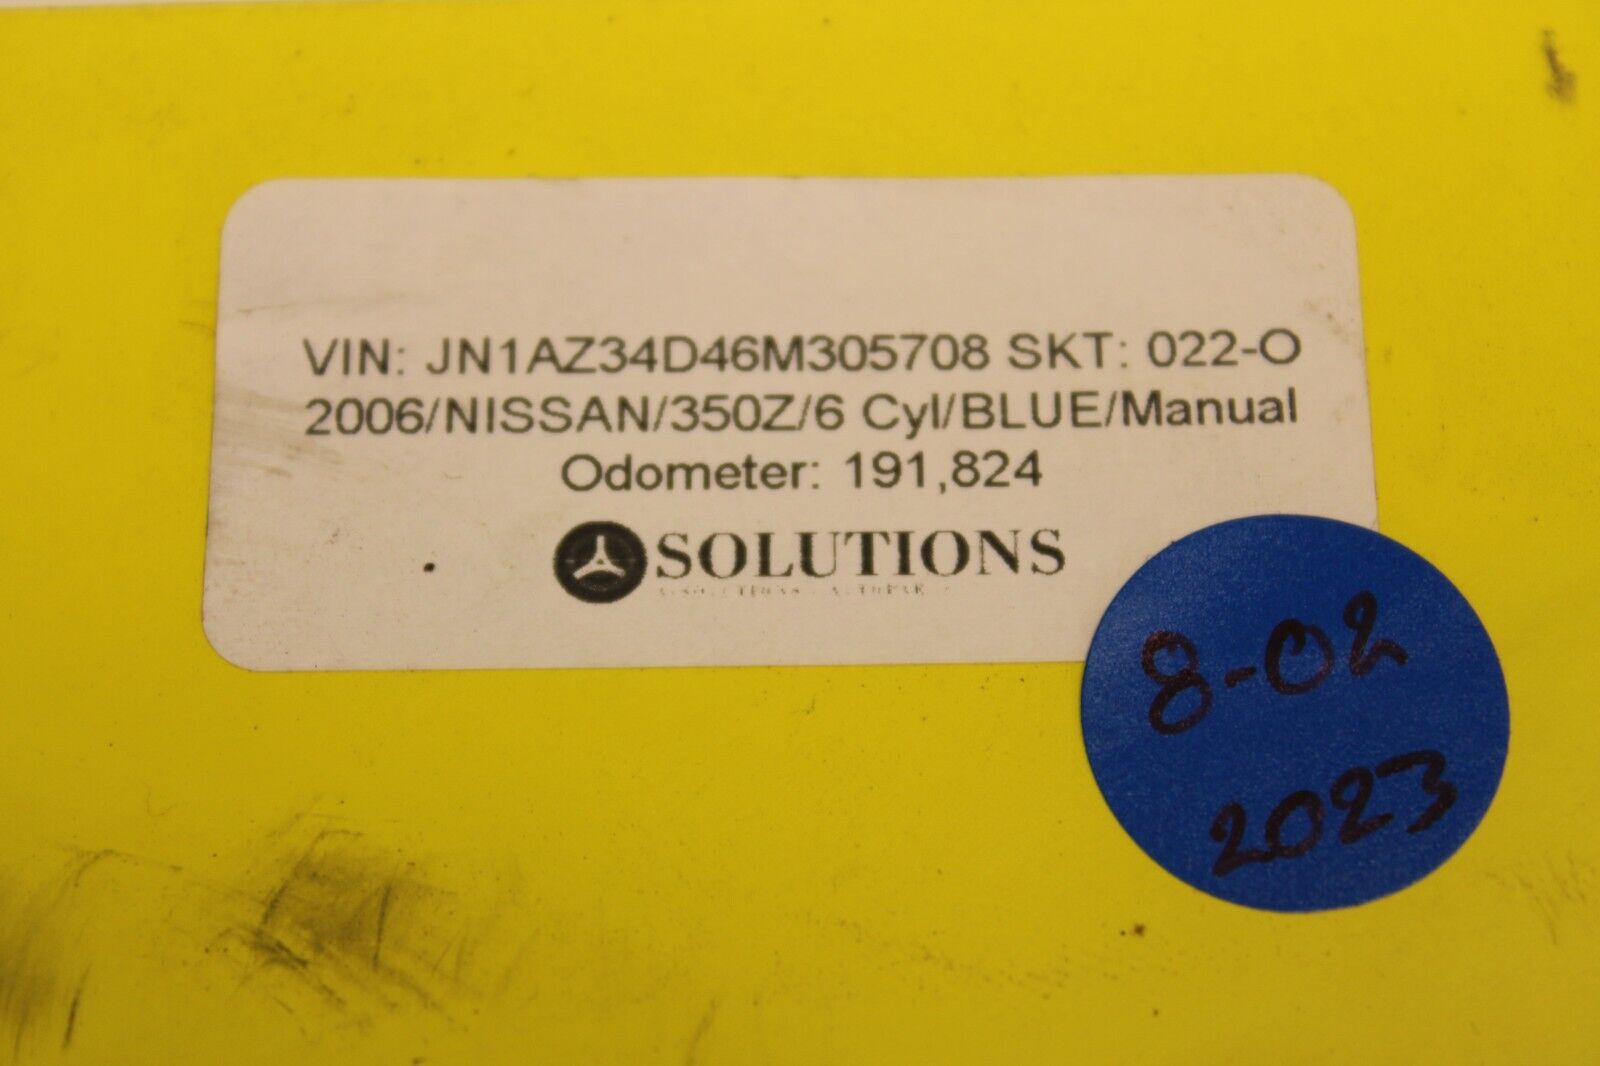 VIN: JN1AZ34D46M305708 SKT: 022-O
2006/NISSAN/350Z/6 Cyl/BLUE/Manual
Odometer: 191,824
SOLUTIONS
8-02
2023